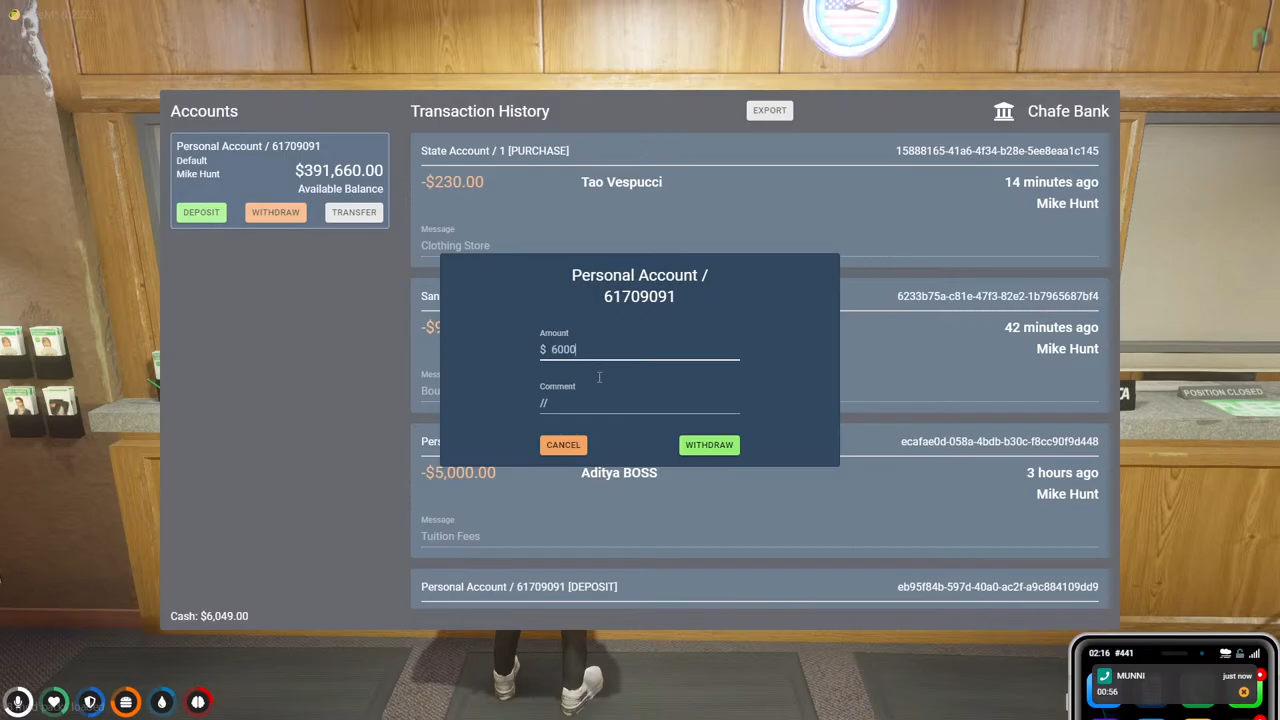 Accounts
Transaction History
EXPORT
Chafe Bank
Personal Account / 61709091
Default
Mike Hunt
$391,660.00
Available Balance
DEPOSIT
WITHDRAW
TRANSFER
State Account / 1 [PURCHASE]
15888165-41a6-4f34-b28e-5ee8eaa1c145
-$230.00
Tao Vespucci
14 minutes ago
Mike Hunt
Message
Clothing Store
San
6233b75a-c81e-47f3-82e2-1b7965687bf4
-$9
42 minutes ago
Mike Hunt
Mes
Bou
Personal Account /
61709091
Amount
$ 6000
Comment
//
CANCEL
WITHDRAW
POSITION CLOSED
Pers
ecafae0d-058a-4bdb-b30c-f8cc90f9d448
-$5,000.00
Aditya BOSS
3 hours ago
Mike Hunt
Message
Tuition Fees
Personal Account / 61709091 [DEPOSIT]
eb95f84b-597d-40a0-ac2f-a9c884109dd9
Cash: $6,049.00
02:16 #441
MUNNI
just now
00:56